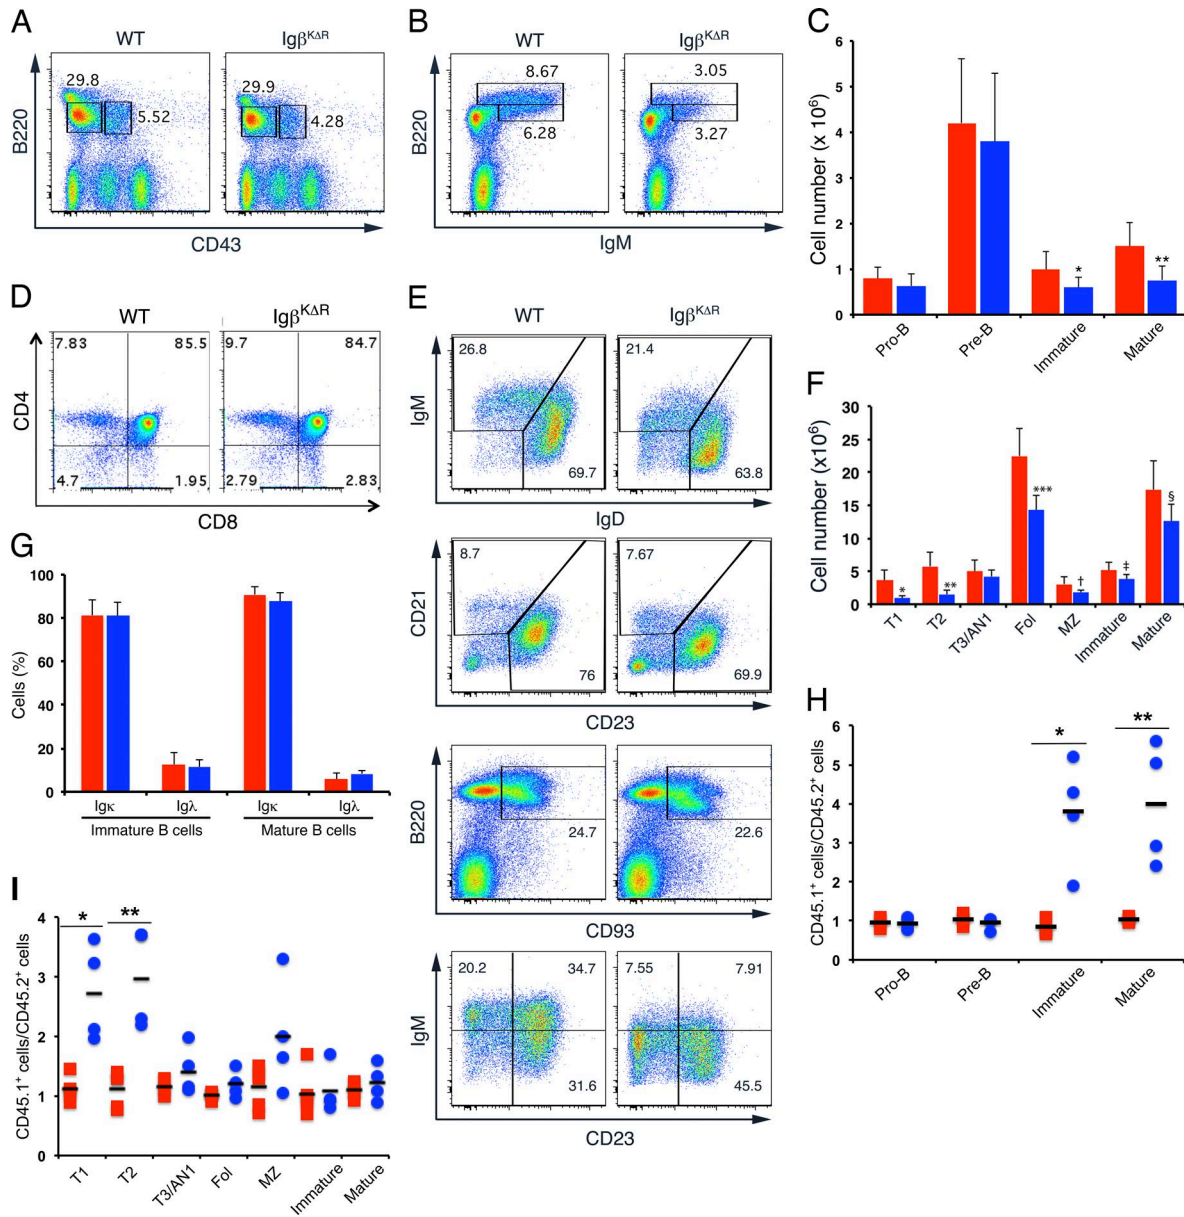 A
WT
Igβ^KΔR
29.8
5.52
29.9
4.28
B220
CD43
B
WT
Igβ^KΔR
8.67
6.28
3.05
3.27
B220
IgM
C
Cell number (x 10⁶)
6
5
4
3
2
1
0
*
**
Pro-B
Pre-B
Immature
Mature
D
WT
Igβ^KΔR
7.83
85.5
4.7
1.95
9.7
84.7
2.79
2.83
CD4
CD8
E
WT
Igβ^KΔR
26.8
69.7
21.4
63.8
IgM
IgD
8.7
76
7.67
69.9
CD21
CD23
24.7
22.6
B220
CD93
20.2
34.7
31.6
7.55
7.91
45.5
IgM
CD23
F
Cell number (x10⁶)
30
25
20
15
10
5
0
*
**
***
†
‡
§
T1
T2
T3/AN1
Fol
MZ
Immature
Mature
G
Cells (%)
100
80
60
40
20
0
Igκ
Igλ
Igκ
Igλ
Immature B cells
Mature B cells
H
CD45.1⁺ cells/CD45.2⁺ cells
6
5
4
3
2
1
0
*
**
Pro-B
Pre-B
Immature
Mature
I
CD45.1⁺ cells/CD45.2⁺ cells
4
3
2
1
0
*
**
T1
T2
T3/AN1
Fol
MZ
Immature
Mature